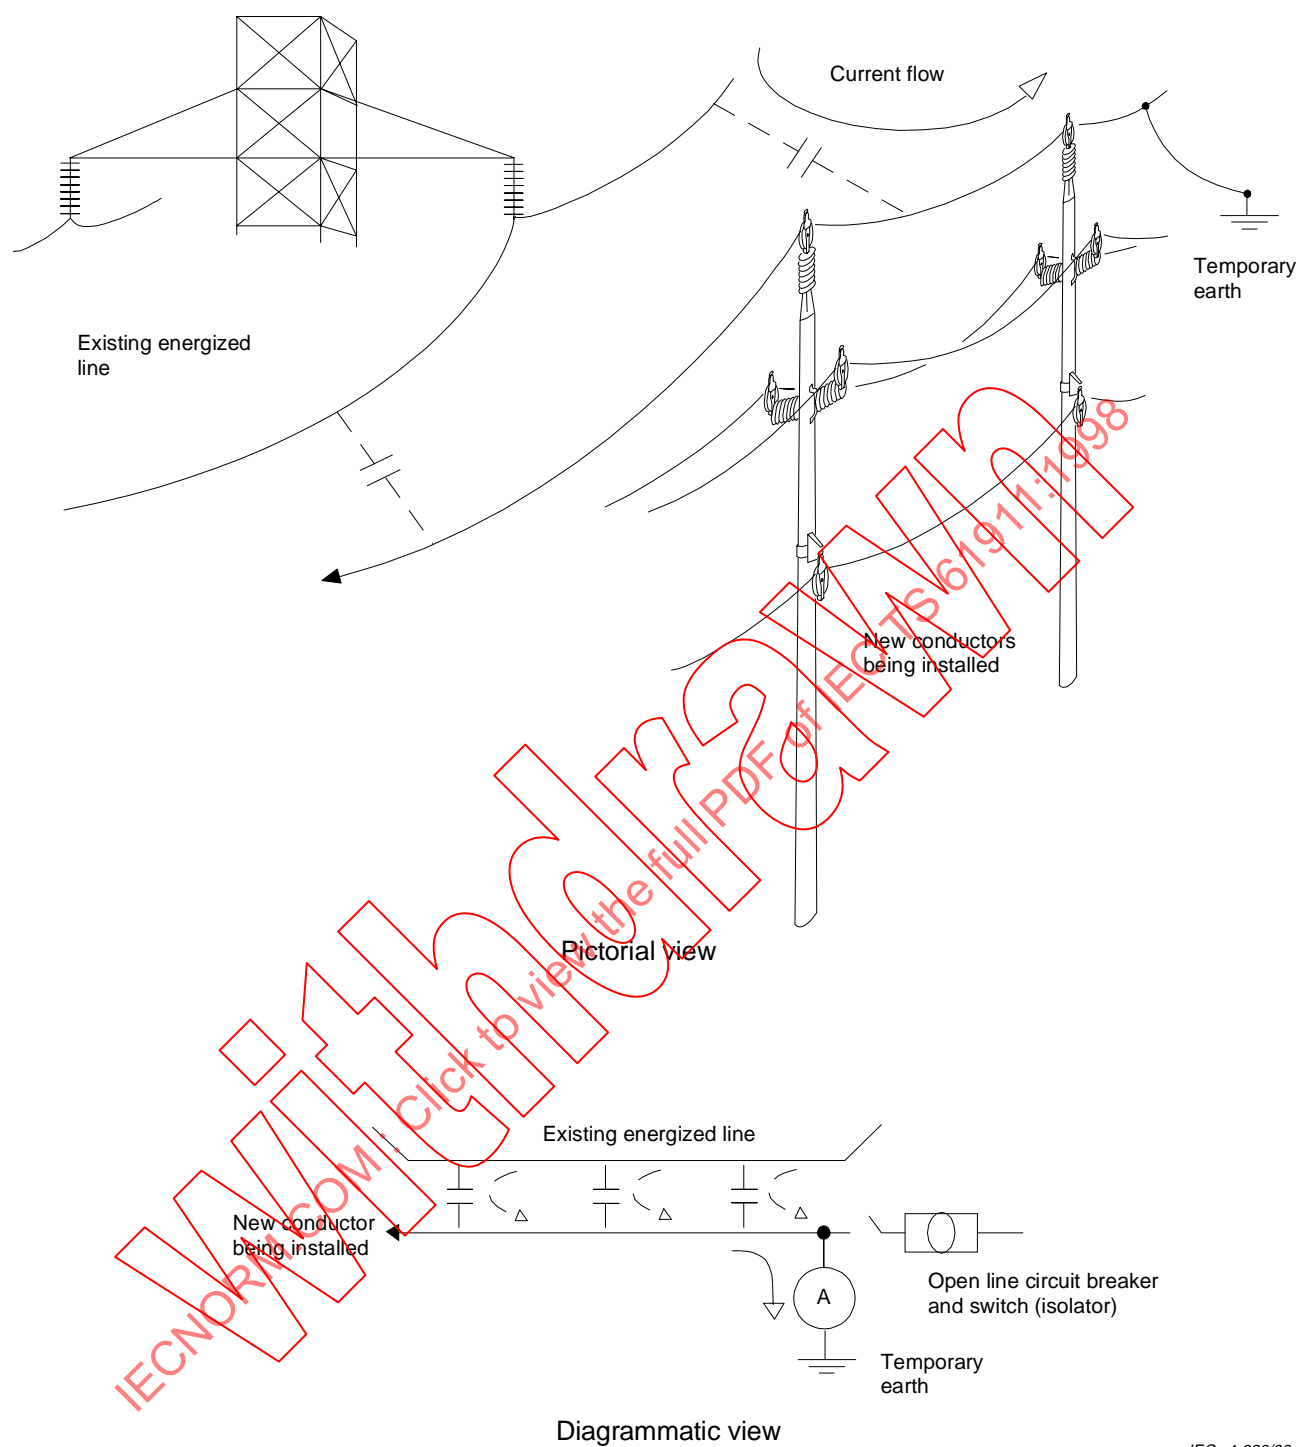 Current flow
Temporary
earth
Existing energized
line
New conductors
being installed
Pictorial view
Existing energized line
New conductor
being installed
Open line circuit breaker
and switch (isolator)
A
Temporary
earth
Diagrammatic view
withdrawn
IECNORM.COM : Click to view the full PDF of IEC TS 61911:1998